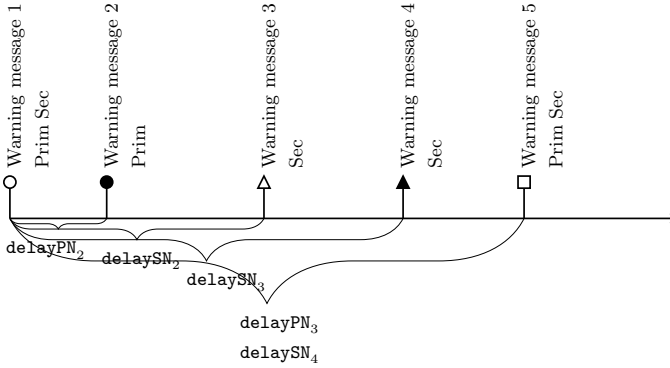 Warning message 1
Prim Sec
Warning message 2
Prim
Warning message 3
Sec
Warning message 4
Sec
Warning message 5
Prim Sec
delayPN2
delaySN2
delaySN3
delayPN3
delaySN4